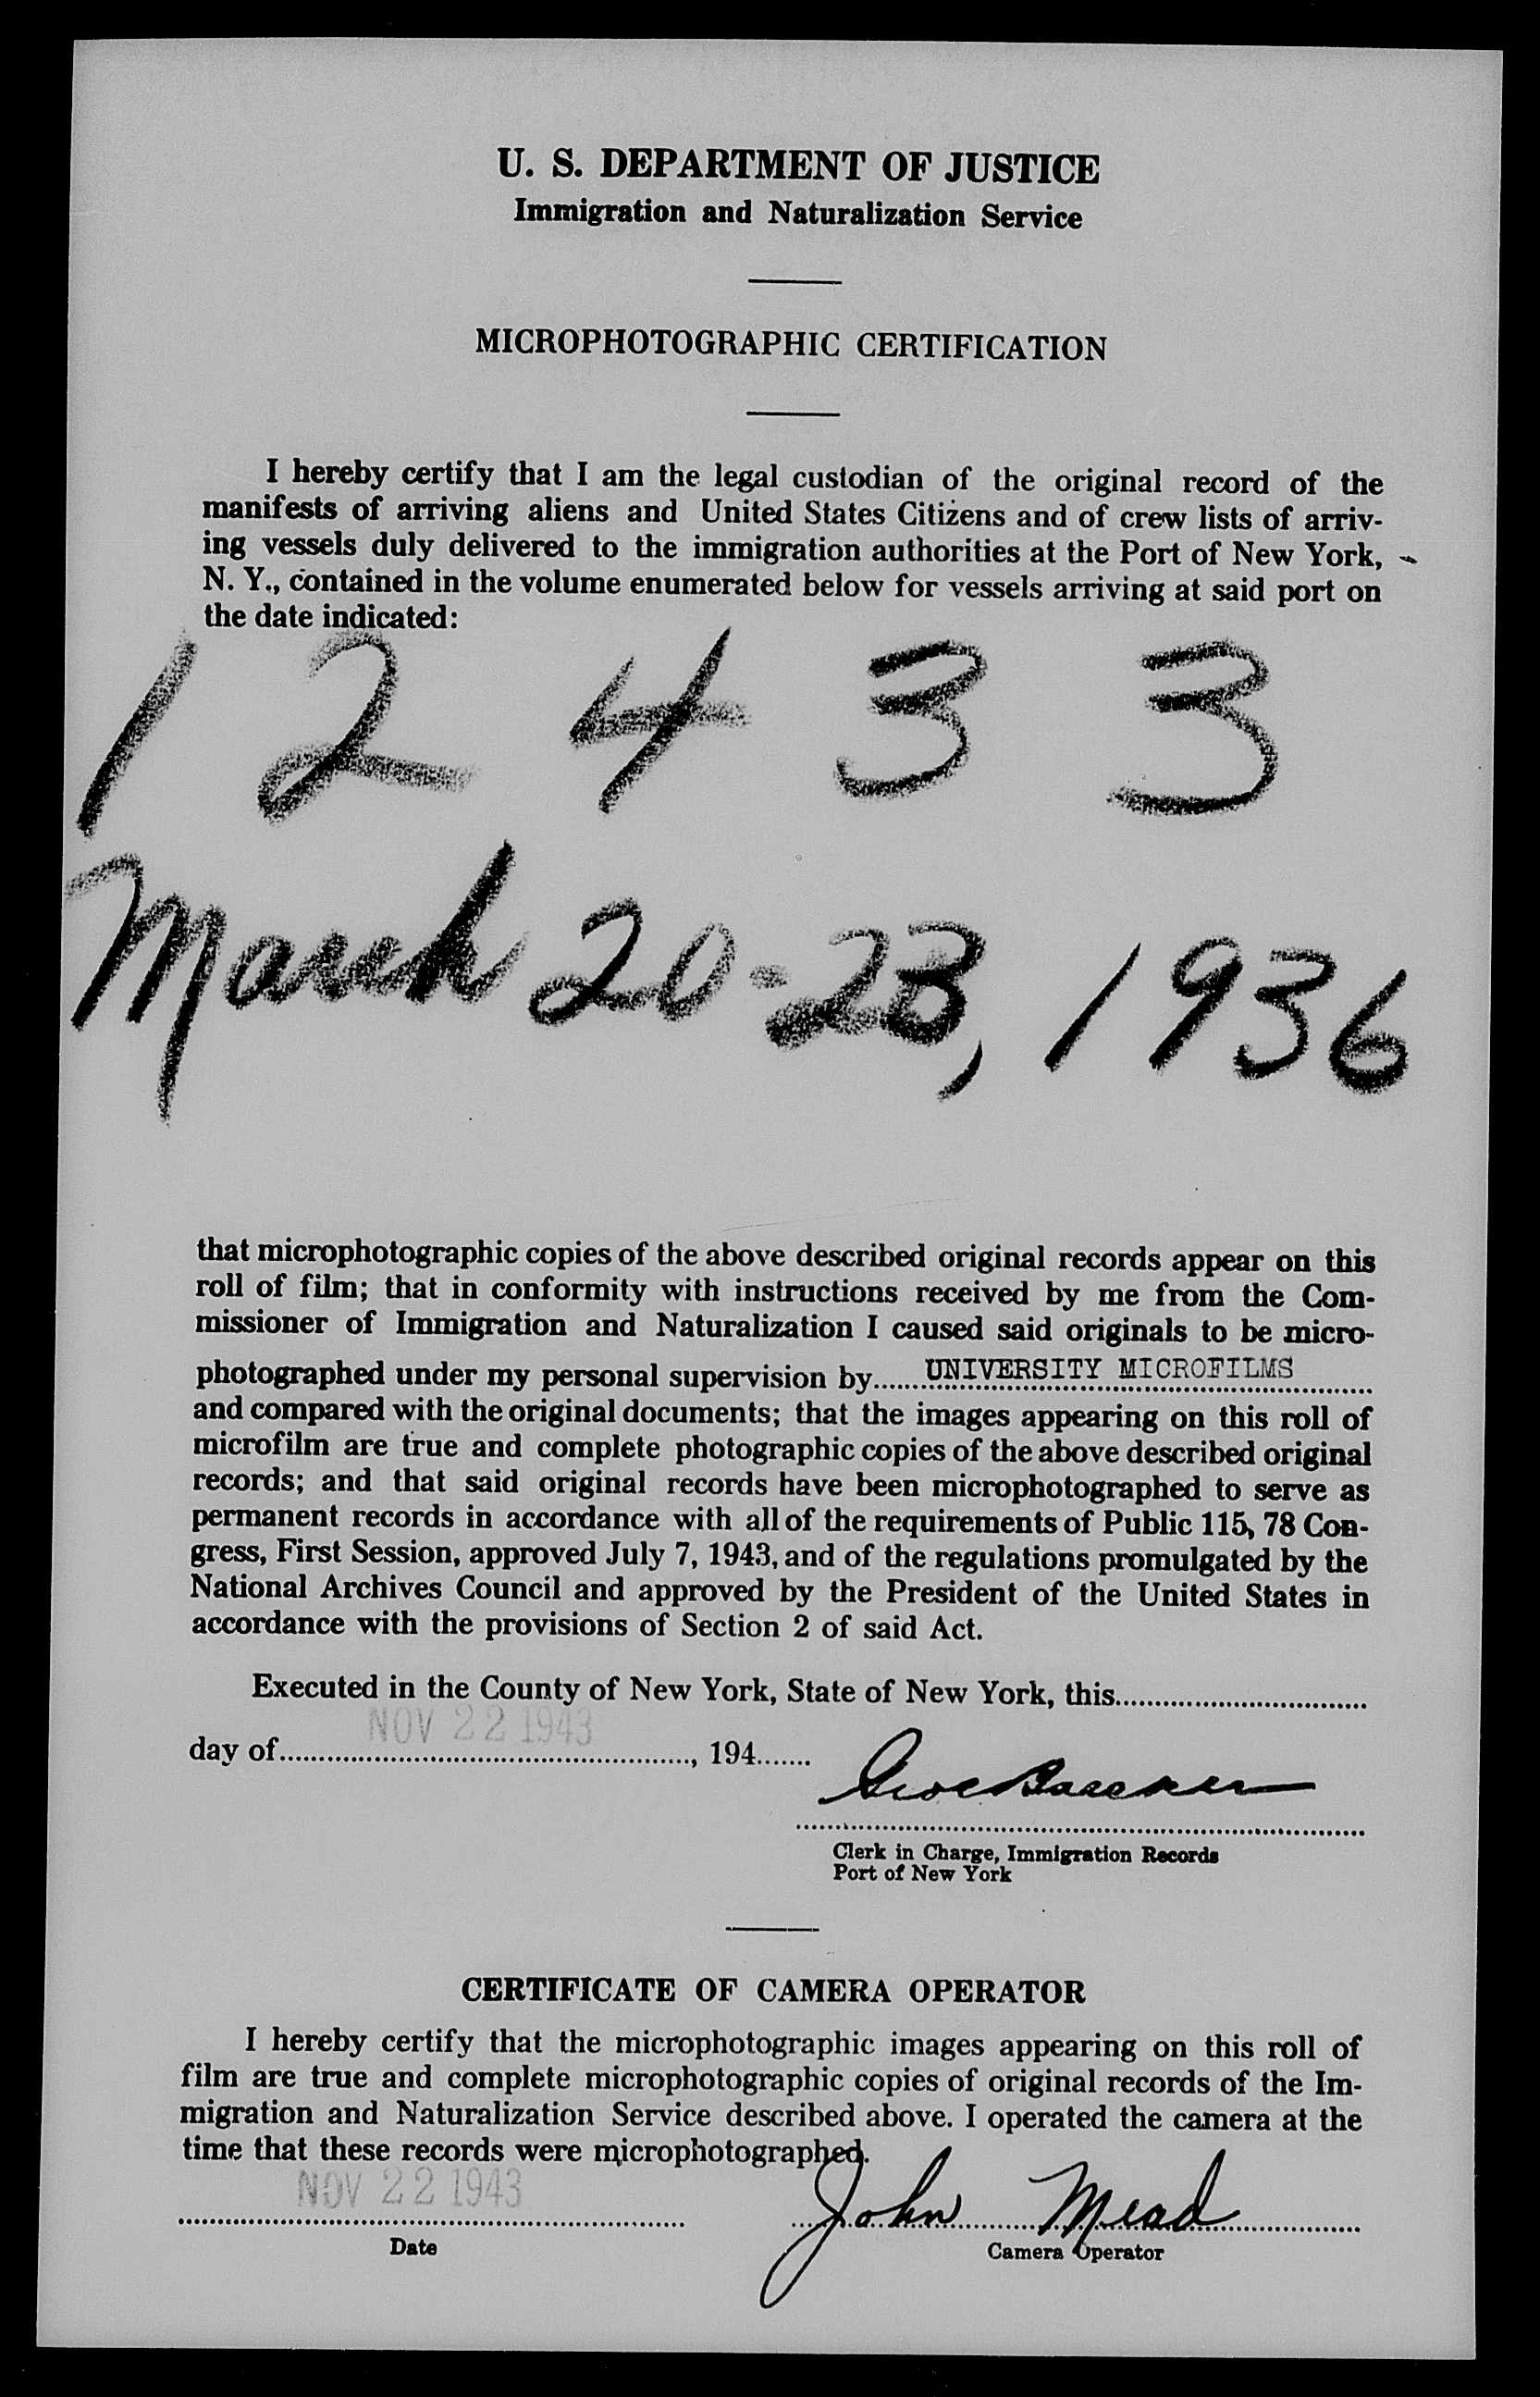 U. S. DEPARTMENT OF JUSTICE
Immigration and Naturalization Service
MICROPHOTOGRAPHIC CERTIFICATION
I hereby certify that I am the legal custodian of the original record of the
manifests of arriving aliens and United States Citizens and of crew lists of arriv-
ing vessels duly delivered to the immigration authorities at the Port of New York,
N. Y., contained in the volume enumerated below for vessels arriving at said port on
the date indicated:
1 2 4 3 3
March 20-23, 1936
that microphotographic copies of the above described original records appear on this
roll of film; that in conformity with instructions received by me from the Com-
missioner of Immigration and Naturalization I caused said originals to be micro-
photographed under my personal supervision by UNIVERSITY MICROFILMS
and compared with the original documents; that the images appearing on this roll of
microfilm are true and complete photographic copies of the above described original
records; and that said original records have been microphotographed to serve as
permanent records in accordance with all of the requirements of Public 115, 78 Con-
gress, First Session, approved July 7, 1943, and of the regulations promulgated by the
National Archives Council and approved by the President of the United States in
accordance with the provisions of Section 2 of said Act.
Executed in the County of New York, State of New York, this
NOV 22 1943
day of , 194
Clerk in Charge, Immigration Records
Port of New York
CERTIFICATE OF CAMERA OPERATOR
I hereby certify that the microphotographic images appearing on this roll of
film are true and complete microphotographic copies of original records of the Im-
migration and Naturalization Service described above. I operated the camera at the
time that these records were microphotographed.
NOV 22 1943 John Mead
Date Camera Operator